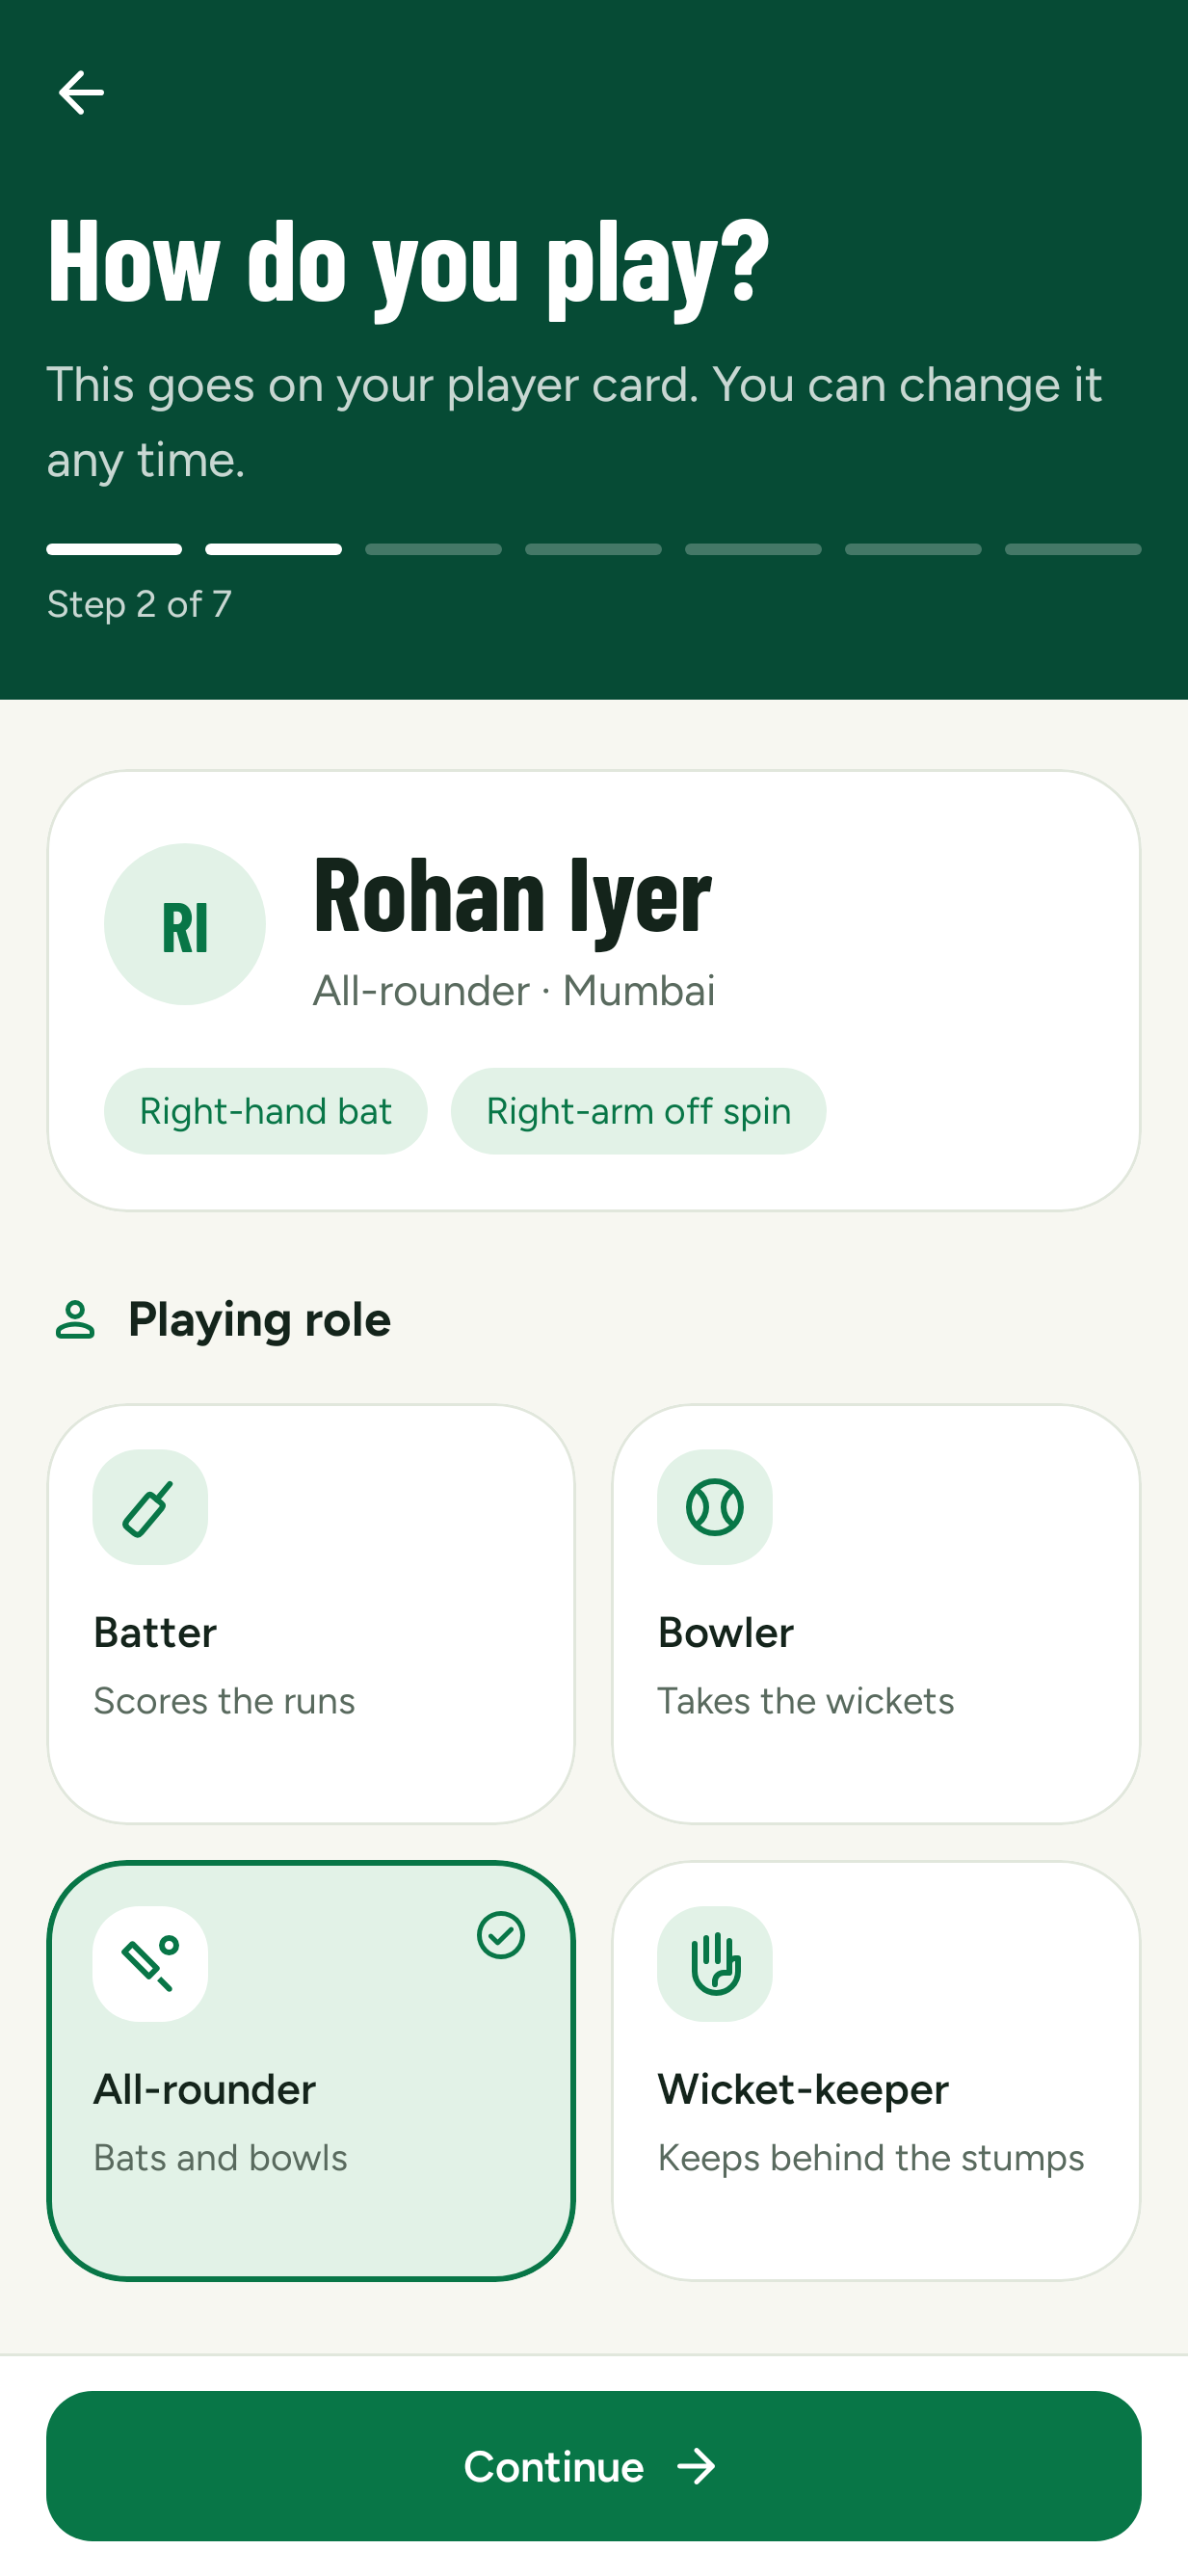 How do you play?
This goes on your player card. You can change it
any time.
Step 2 of 7
RI
Rohan Iyer
All-rounder · Mumbai
Right-hand bat
Right-arm off spin
Playing role
Batter
Scores the runs
Bowler
Takes the wickets
All-rounder
Bats and bowls
Wicket-keeper
Keeps behind the stumps
Continue